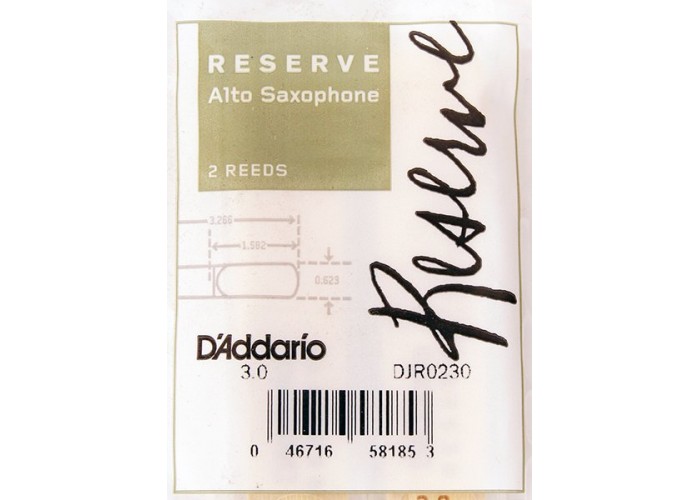 RESERVE
Alto Saxophone
2 REEDS
Reserve
3.266
1.592
0.623
D'Addario
3.0 DJR0230
0 46716 58185 3